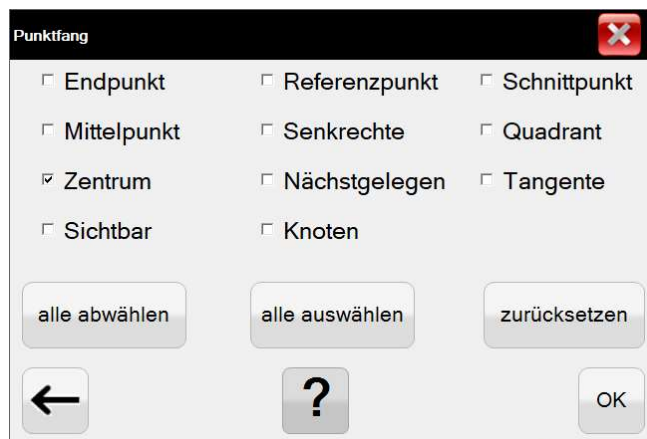 Punktfang
Endpunkt Referenzpunkt Schnittpunkt
Mittelpunkt Senkrechte Quadrant
Zentrum Nächstgelegen Tangente
Sichtbar Knoten
alle abwählen alle auswählen zurücksetzen
? OK